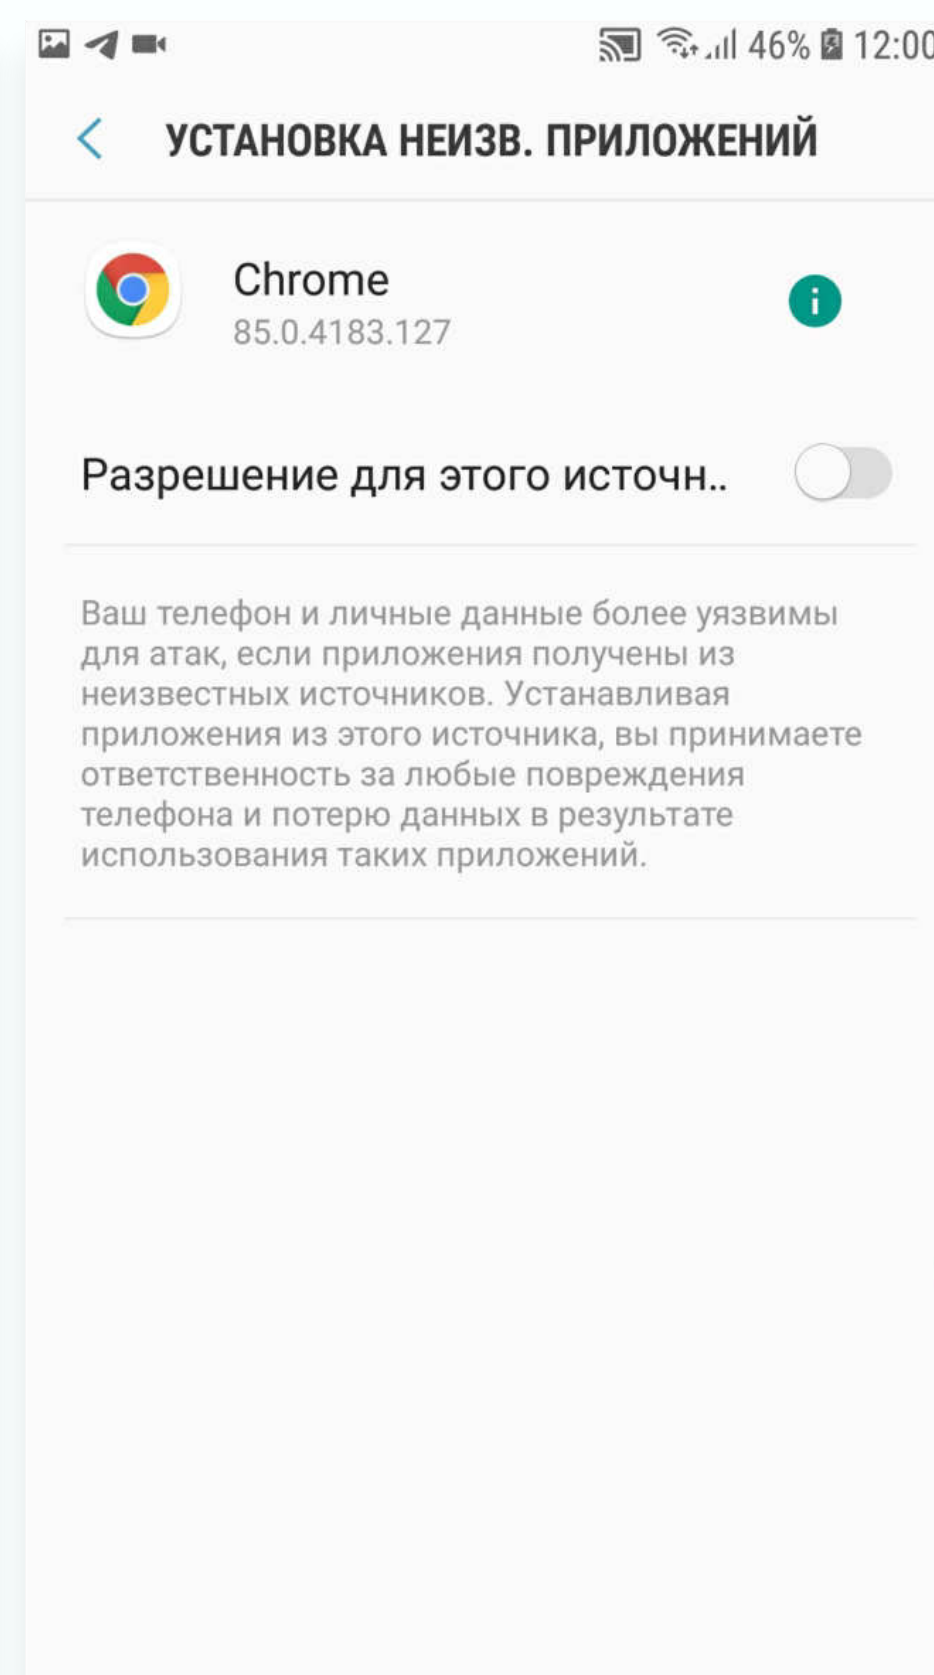 46% 12:00
УСТАНОВКА НЕИЗВ. ПРИЛОЖЕНИЙ
Chrome
85.0.4183.127
i
Разрешение для этого источн..
Ваш телефон и личные данные более уязвимы
для атак, если приложения получены из
неизвестных источников. Устанавливая
приложения из этого источника, вы принимаете
ответственность за любые повреждения
телефона и потерю данных в результате
использования таких приложений.